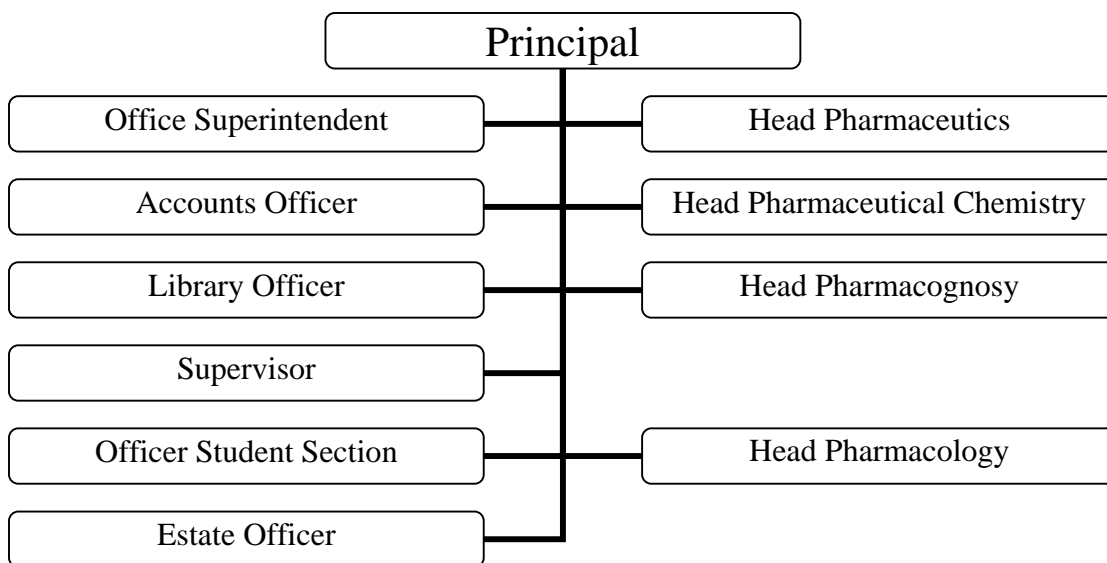 Principal
Office Superintendent
Head Pharmaceutics
Accounts Officer
Head Pharmaceutical Chemistry
Library Officer
Head Pharmacognosy
Supervisor
Officer Student Section
Head Pharmacology
Estate Officer